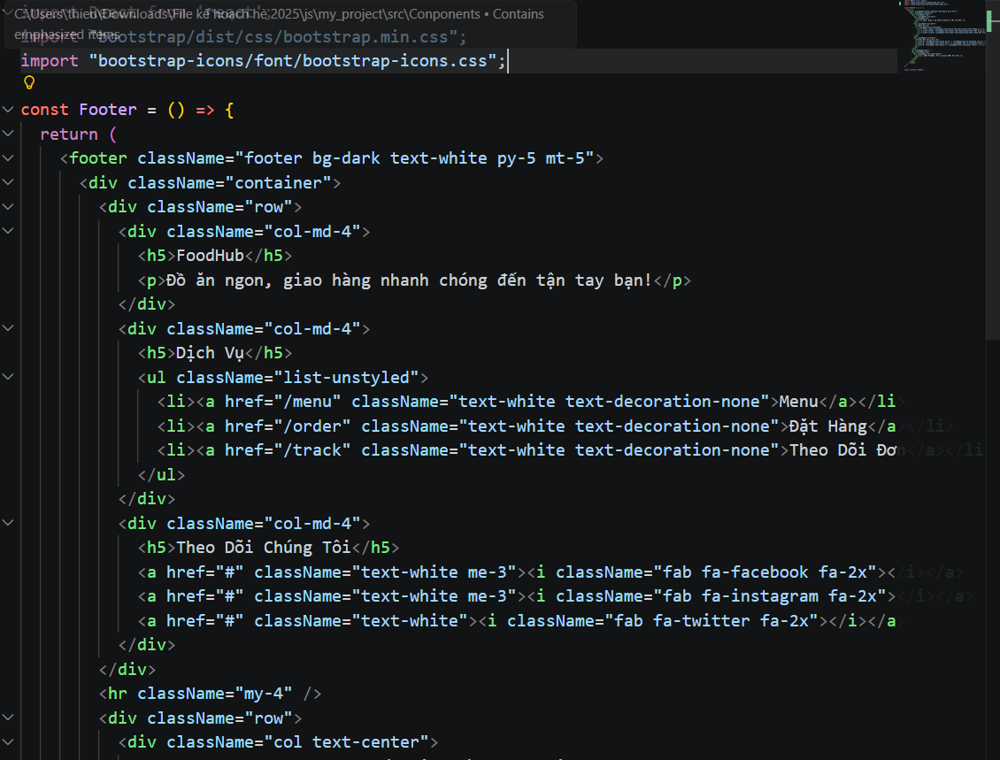 C:\Users\thieu\Downloads\File kế hoạch hè 2025\js\my_project\src\Conponents • Contains
emphasized items
import "bootstrap/dist/css/bootstrap.min.css";
import "bootstrap-icons/font/bootstrap-icons.css";
const Footer = () => {
return (
<footer className="footer bg-dark text-white py-5 mt-5">
<div className="container">
<div className="row">
<div className="col-md-4">
<h5>FoodHub</h5>
<p>Đồ ăn ngon, giao hàng nhanh chóng đến tận tay bạn!</p>
</div>
<div className="col-md-4">
<h5>Dịch Vụ</h5>
<ul className="list-unstyled">
<li><a href="/menu" className="text-white text-decoration-none">Menu</a></li
<li><a href="/order" className="text-white text-decoration-none">Đặt Hàng</a></li>
<li><a href="/track" className="text-white text-decoration-none">Theo Dõi Đơn</a></li
</ul>
</div>
<div className="col-md-4">
<h5>Theo Dõi Chúng Tôi</h5>
<a href="#" className="text-white me-3"><i className="fab fa-facebook fa-2x"></i></a>
<a href="#" className="text-white me-3"><i className="fab fa-instagram fa-2x"></i></a>
<a href="#" className="text-white"><i className="fab fa-twitter fa-2x"></i></a
</div>
</div>
<hr className="my-4" />
<div className="row">
<div className="col text-center">